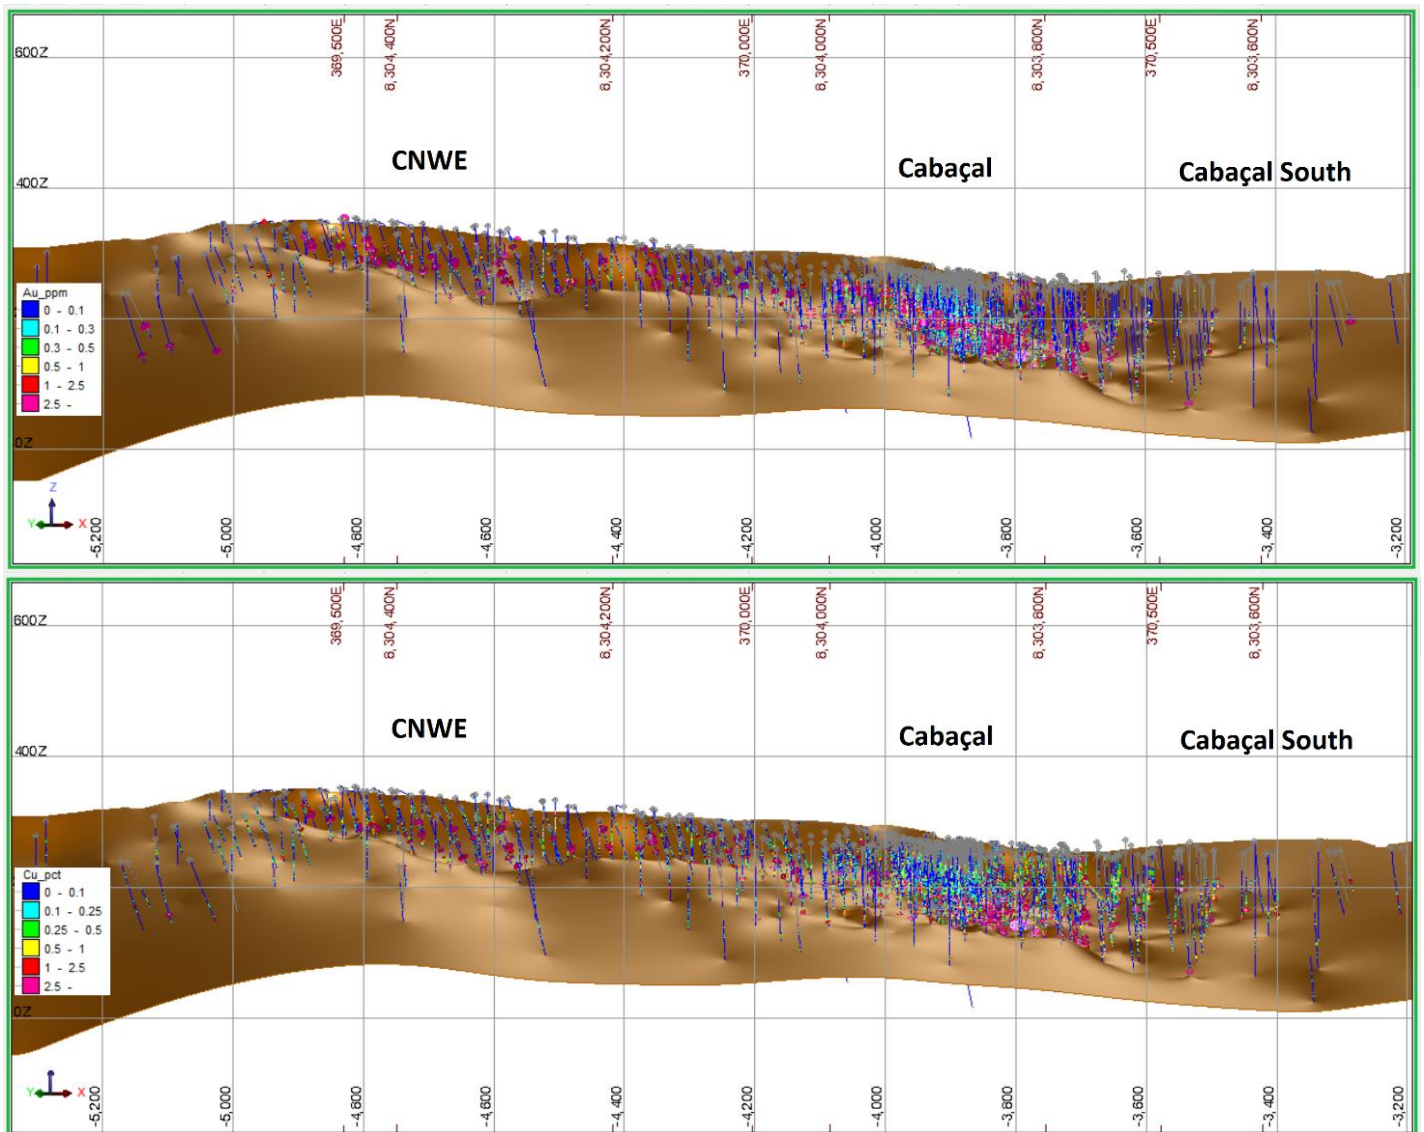 369,500E
8,304,400N
8,304,200N
370,000E
8,304,000N
8,303,800N
370,500E
8,303,600N
600Z
CNWE
Cabaçal
Cabaçal South
400Z
Au_ppm
0 - 0.1
0.1 - 0.3
0.3 - 0.5
0.5 - 1
1 - 2.5
2.5 -
0Z
Z
Y X
-5,200
-5,000
-4,800
-4,600
-4,400
-4,200
-4,000
-3,800
-3,600
-3,400
-3,200
369,500E
8,304,400N
8,304,200N
370,000E
8,304,000N
8,303,800N
370,500E
8,303,600N
600Z
CNWE
Cabaçal
Cabaçal South
400Z
Cu_pct
0 - 0.1
0.1 - 0.25
0.25 - 0.5
0.5 - 1
1 - 2.5
2.5 -
0Z
Y X
-5,200
-5,000
-4,800
-4,600
-4,400
-4,200
-4,000
-3,800
-3,600
-3,400
-3,200